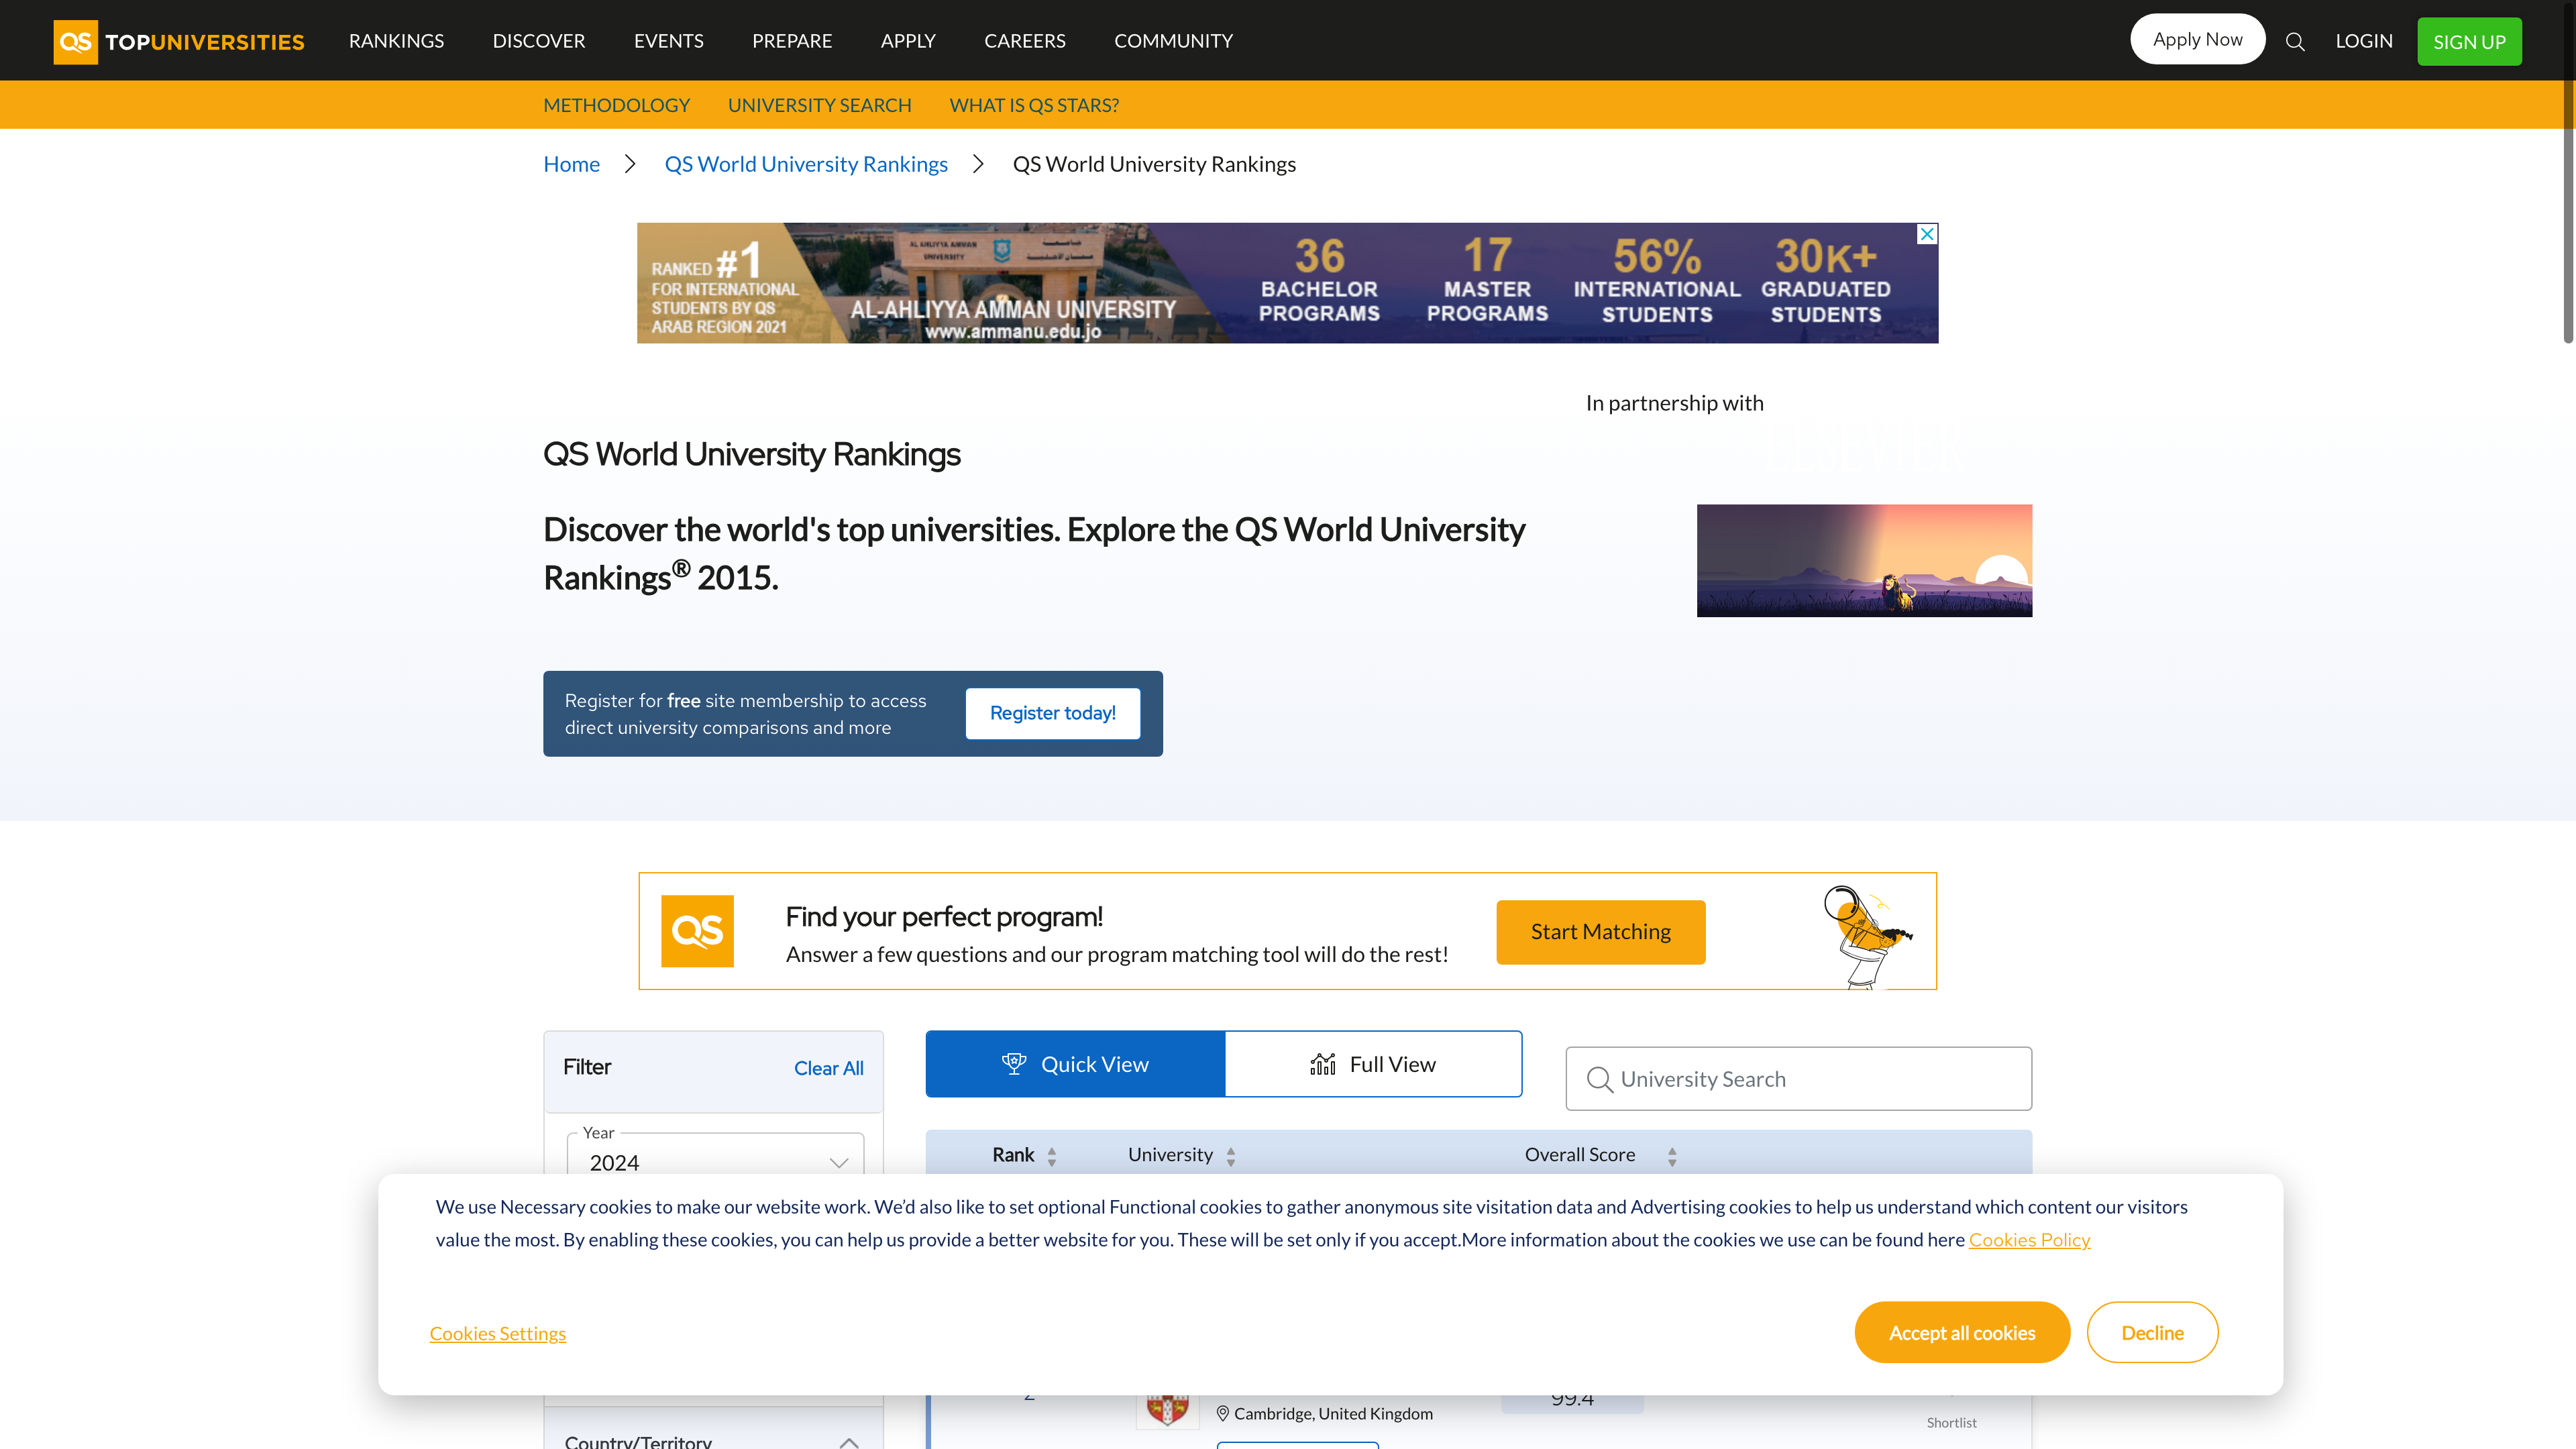 QS TOPUNIVERSITIES RANKINGS DISCOVER EVENTS PREPARE APPLY CAREERS COMMUNITY Apply Now LOGIN SIGN UP
METHODOLOGY UNIVERSITY SEARCH WHAT IS QS STARS?
Home QS World University Rankings QS World University Rankings
RANKED #1
FOR INTERNATIONAL
STUDENTS BY QS
ARAB REGION 2021
AL-AHLIYYA AMMAN
UNIVERSITY
AL-AHLIYYA AMMAN UNIVERSITY
www.ammanu.edu.jo
36
BACHELOR
PROGRAMS
17
MASTER
PROGRAMS
56%
INTERNATIONAL
STUDENTS
30K+
GRADUATED
STUDENTS
In partnership with
QS World University Rankings
Discover the world's top universities. Explore the QS World University
Rankings® 2015.
Register for free site membership to access
direct university comparisons and more
Register today!
QS
Find your perfect program!
Answer a few questions and our program matching tool will do the rest!
Start Matching
Filter Clear All
Quick View Full View
University Search
Year
2024
Rank University Overall Score
We use Necessary cookies to make our website work. We’d also like to set optional Functional cookies to gather anonymous site visitation data and Advertising cookies to help us understand which content our visitors
value the most. By enabling these cookies, you can help us provide a better website for you. These will be set only if you accept.More information about the cookies we use can be found here Cookies Policy
Cookies Settings Accept all cookies Decline
99.4
Cambridge, United Kingdom
Shortlist
Country/Territory